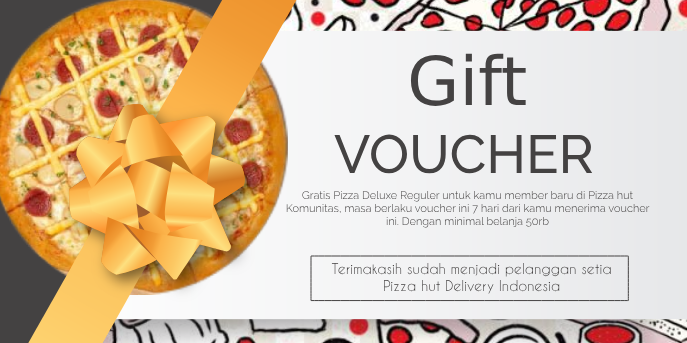 Gift
VOUCHER
Gratis Pizza Deluxe Reguler untuk kamu member baru di Pizza hut
Komunitas, masa berlaku voucher ini 7 hari dari kamu menerima voucher
ini. Dengan minimal belanja 50rb
Terimakasih sudah menjadi pelanggan setia
Pizza hut Delivery Indonesia